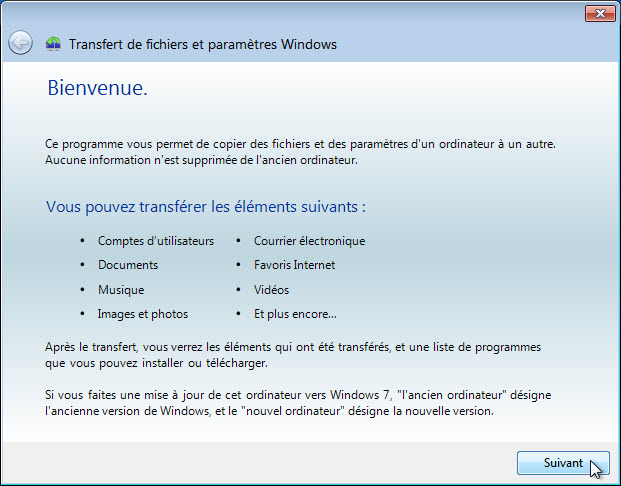 Transfert de fichiers et paramètres Windows
Bienvenue.
Ce programme vous permet de copier des fichiers et des paramètres d'un ordinateur à un autre.
Aucune information n'est supprimée de l'ancien ordinateur.
Vous pouvez transférer les éléments suivants :
• Comptes d'utilisateurs • Courrier électronique
• Documents • Favoris Internet
• Musique • Vidéos
• Images et photos • Et plus encore...
Après le transfert, vous verrez les éléments qui ont été transférés, et une liste de programmes
que vous pouvez installer ou télécharger.
Si vous faites une mise à jour de cet ordinateur vers Windows 7, "l'ancien ordinateur" désigne
l'ancienne version de Windows, et le "nouvel ordinateur" désigne la nouvelle version.
Suivant